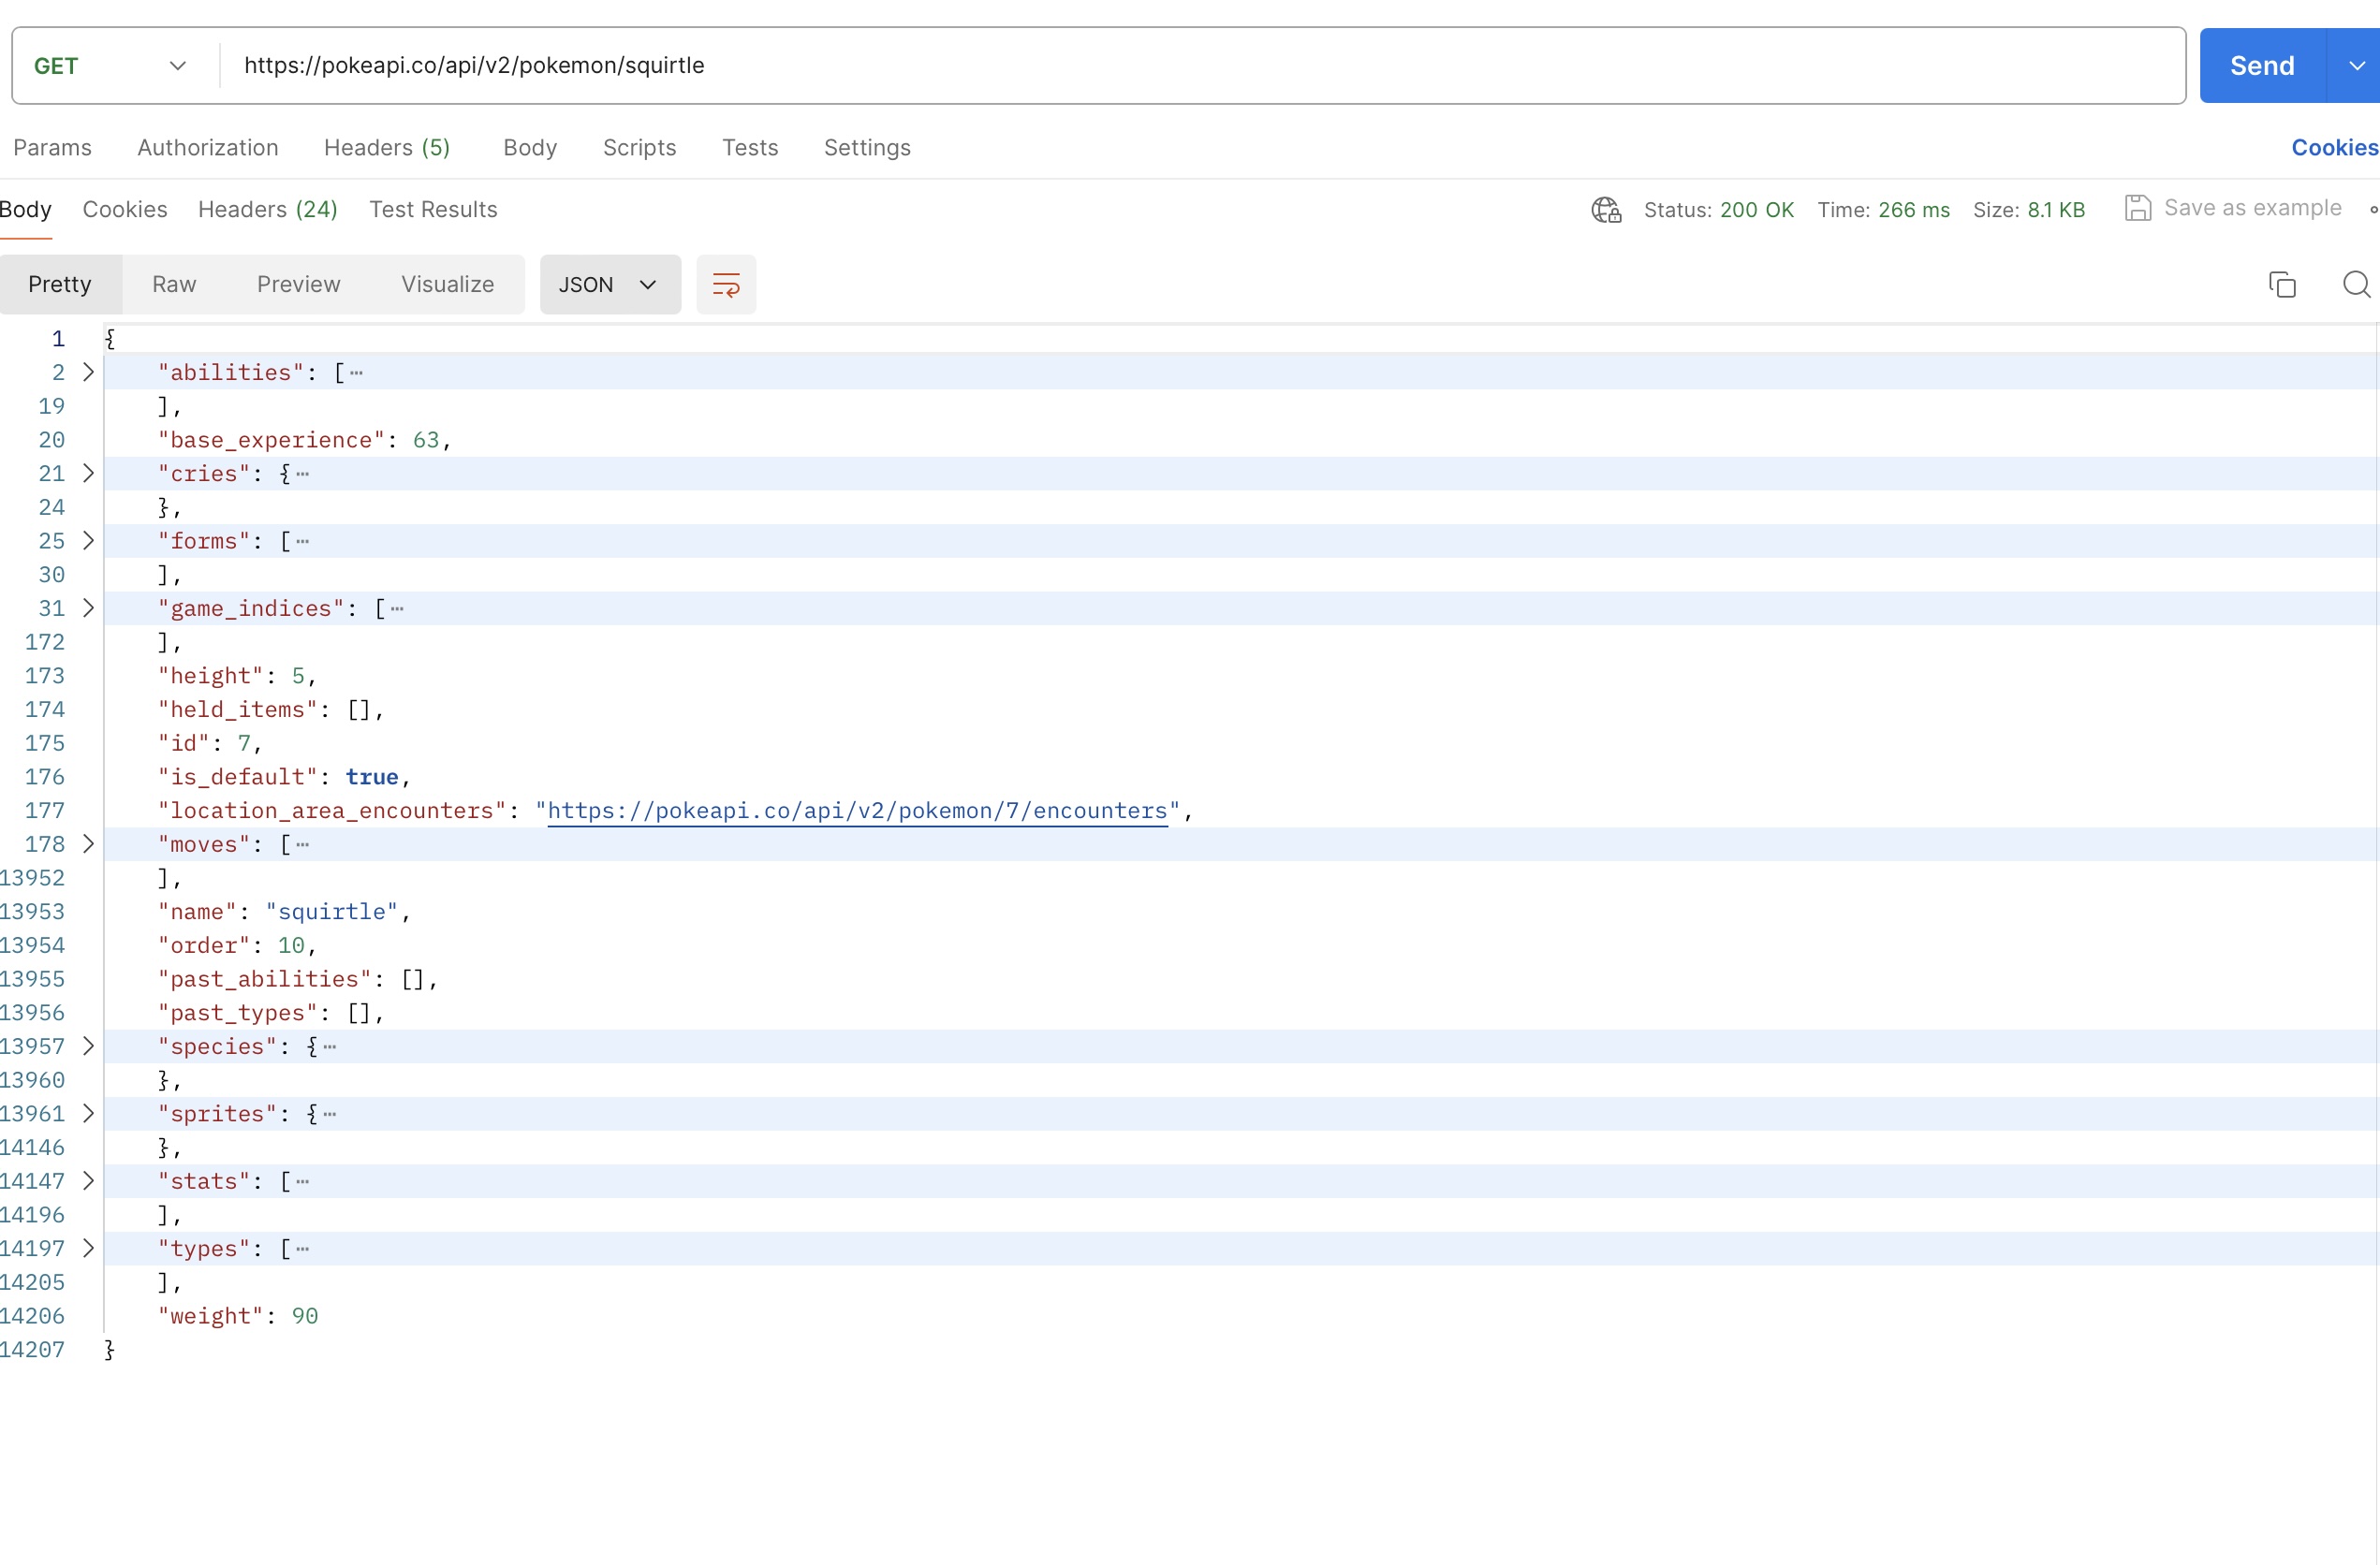 GET https://pokeapi.co/api/v2/pokemon/squirtle Send
Params Authorization Headers (5) Body Scripts Tests Settings Cookies
Body Cookies Headers (24) Test Results Status: 200 OK Time: 266 ms Size: 8.1 KB Save as example
Pretty Raw Preview Visualize JSON
1 {
2 "abilities": [⋯
19 ],
20 "base_experience": 63,
21 "cries": {⋯
24 },
25 "forms": [⋯
30 ],
31 "game_indices": [⋯
172 ],
173 "height": 5,
174 "held_items": [],
175 "id": 7,
176 "is_default": true,
177 "location_area_encounters": "https://pokeapi.co/api/v2/pokemon/7/encounters",
178 "moves": [⋯
13952 ],
13953 "name": "squirtle",
13954 "order": 10,
13955 "past_abilities": [],
13956 "past_types": [],
13957 "species": {⋯
13960 },
13961 "sprites": {⋯
14146 },
14147 "stats": [⋯
14196 ],
14197 "types": [⋯
14205 ],
14206 "weight": 90
14207 }